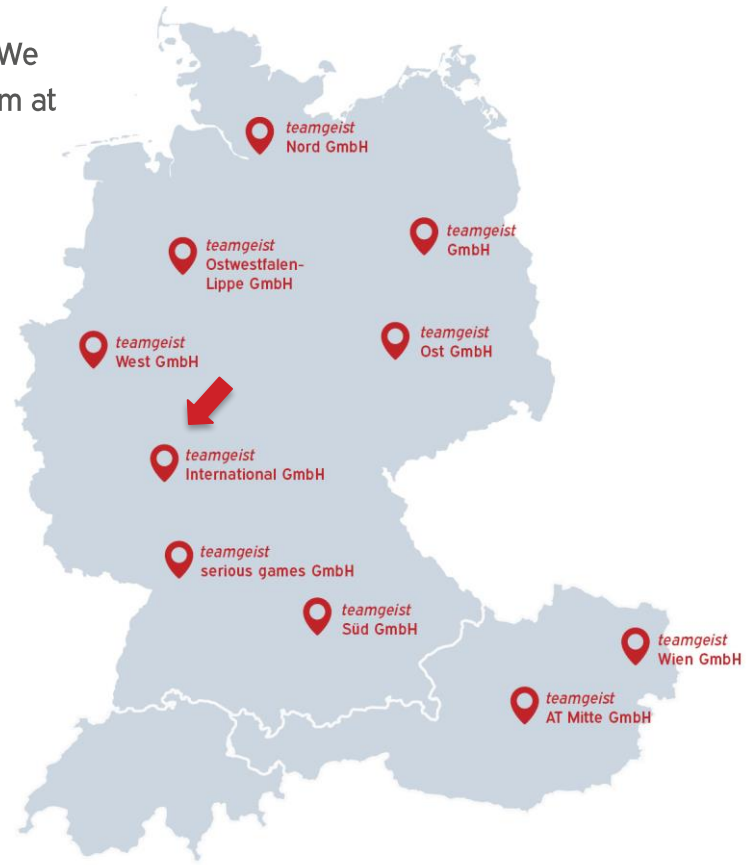 We
m at
teamgeist
Nord GmbH
teamgeist
GmbH
teamgeist
Ostwestfalen-
Lippe GmbH
teamgeist
Ost GmbH
teamgeist
West GmbH
teamgeist
International GmbH
teamgeist
serious games GmbH
teamgeist
Süd GmbH
teamgeist
Wien GmbH
teamgeist
AT Mitte GmbH